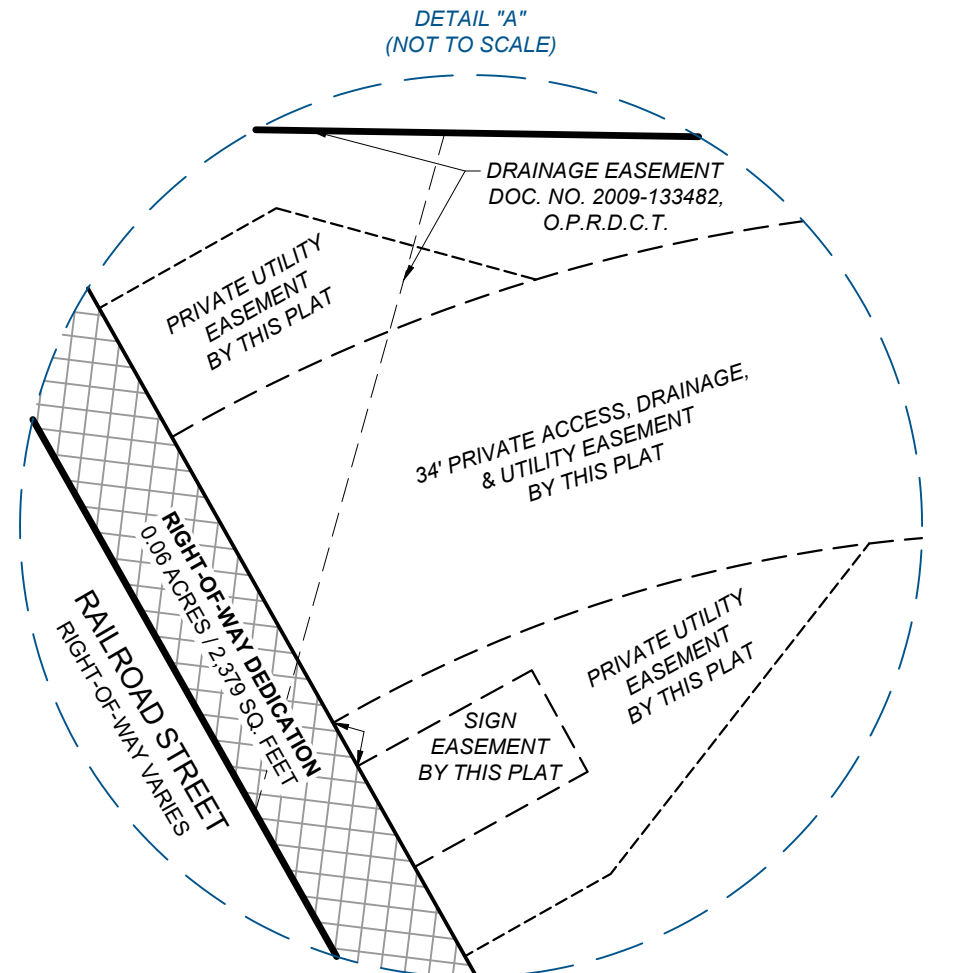 DETAIL "A"
(NOT TO SCALE)
DRAINAGE EASEMENT
DOC. NO. 2009-133482,
O.P.R.D.C.T.
PRIVATE UTILITY
EASEMENT
BY THIS PLAT
34' PRIVATE ACCESS, DRAINAGE,
& UTILITY EASEMENT
BY THIS PLAT
RIGHT-OF-WAY DEDICATION
0.06 ACRES / 2,379 SQ. FEET
RAILROAD STREET
RIGHT-OF-WAY VARIES
PRIVATE UTILITY
EASEMENT
BY THIS PLAT
SIGN
EASEMENT
BY THIS PLAT